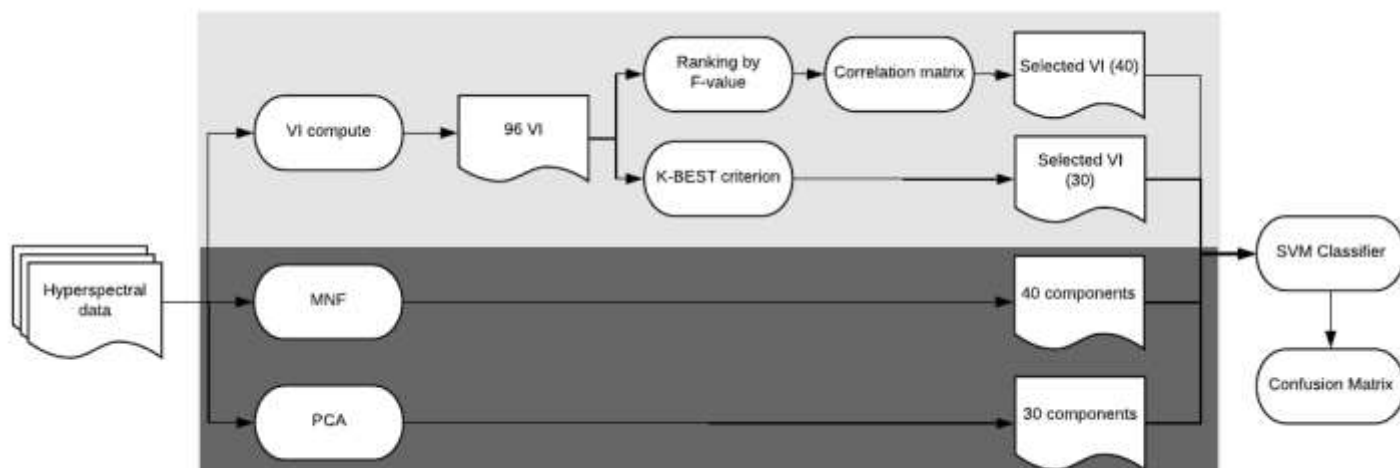 Ranking by
F-value
Correlation matrix
Selected VI (40)
VI compute
96 VI
K-BEST criterion
Selected VI
(30)
Hyperspectral
data
MNF
40 components
SVM Classifier
PCA
30 components
Confusion Matrix